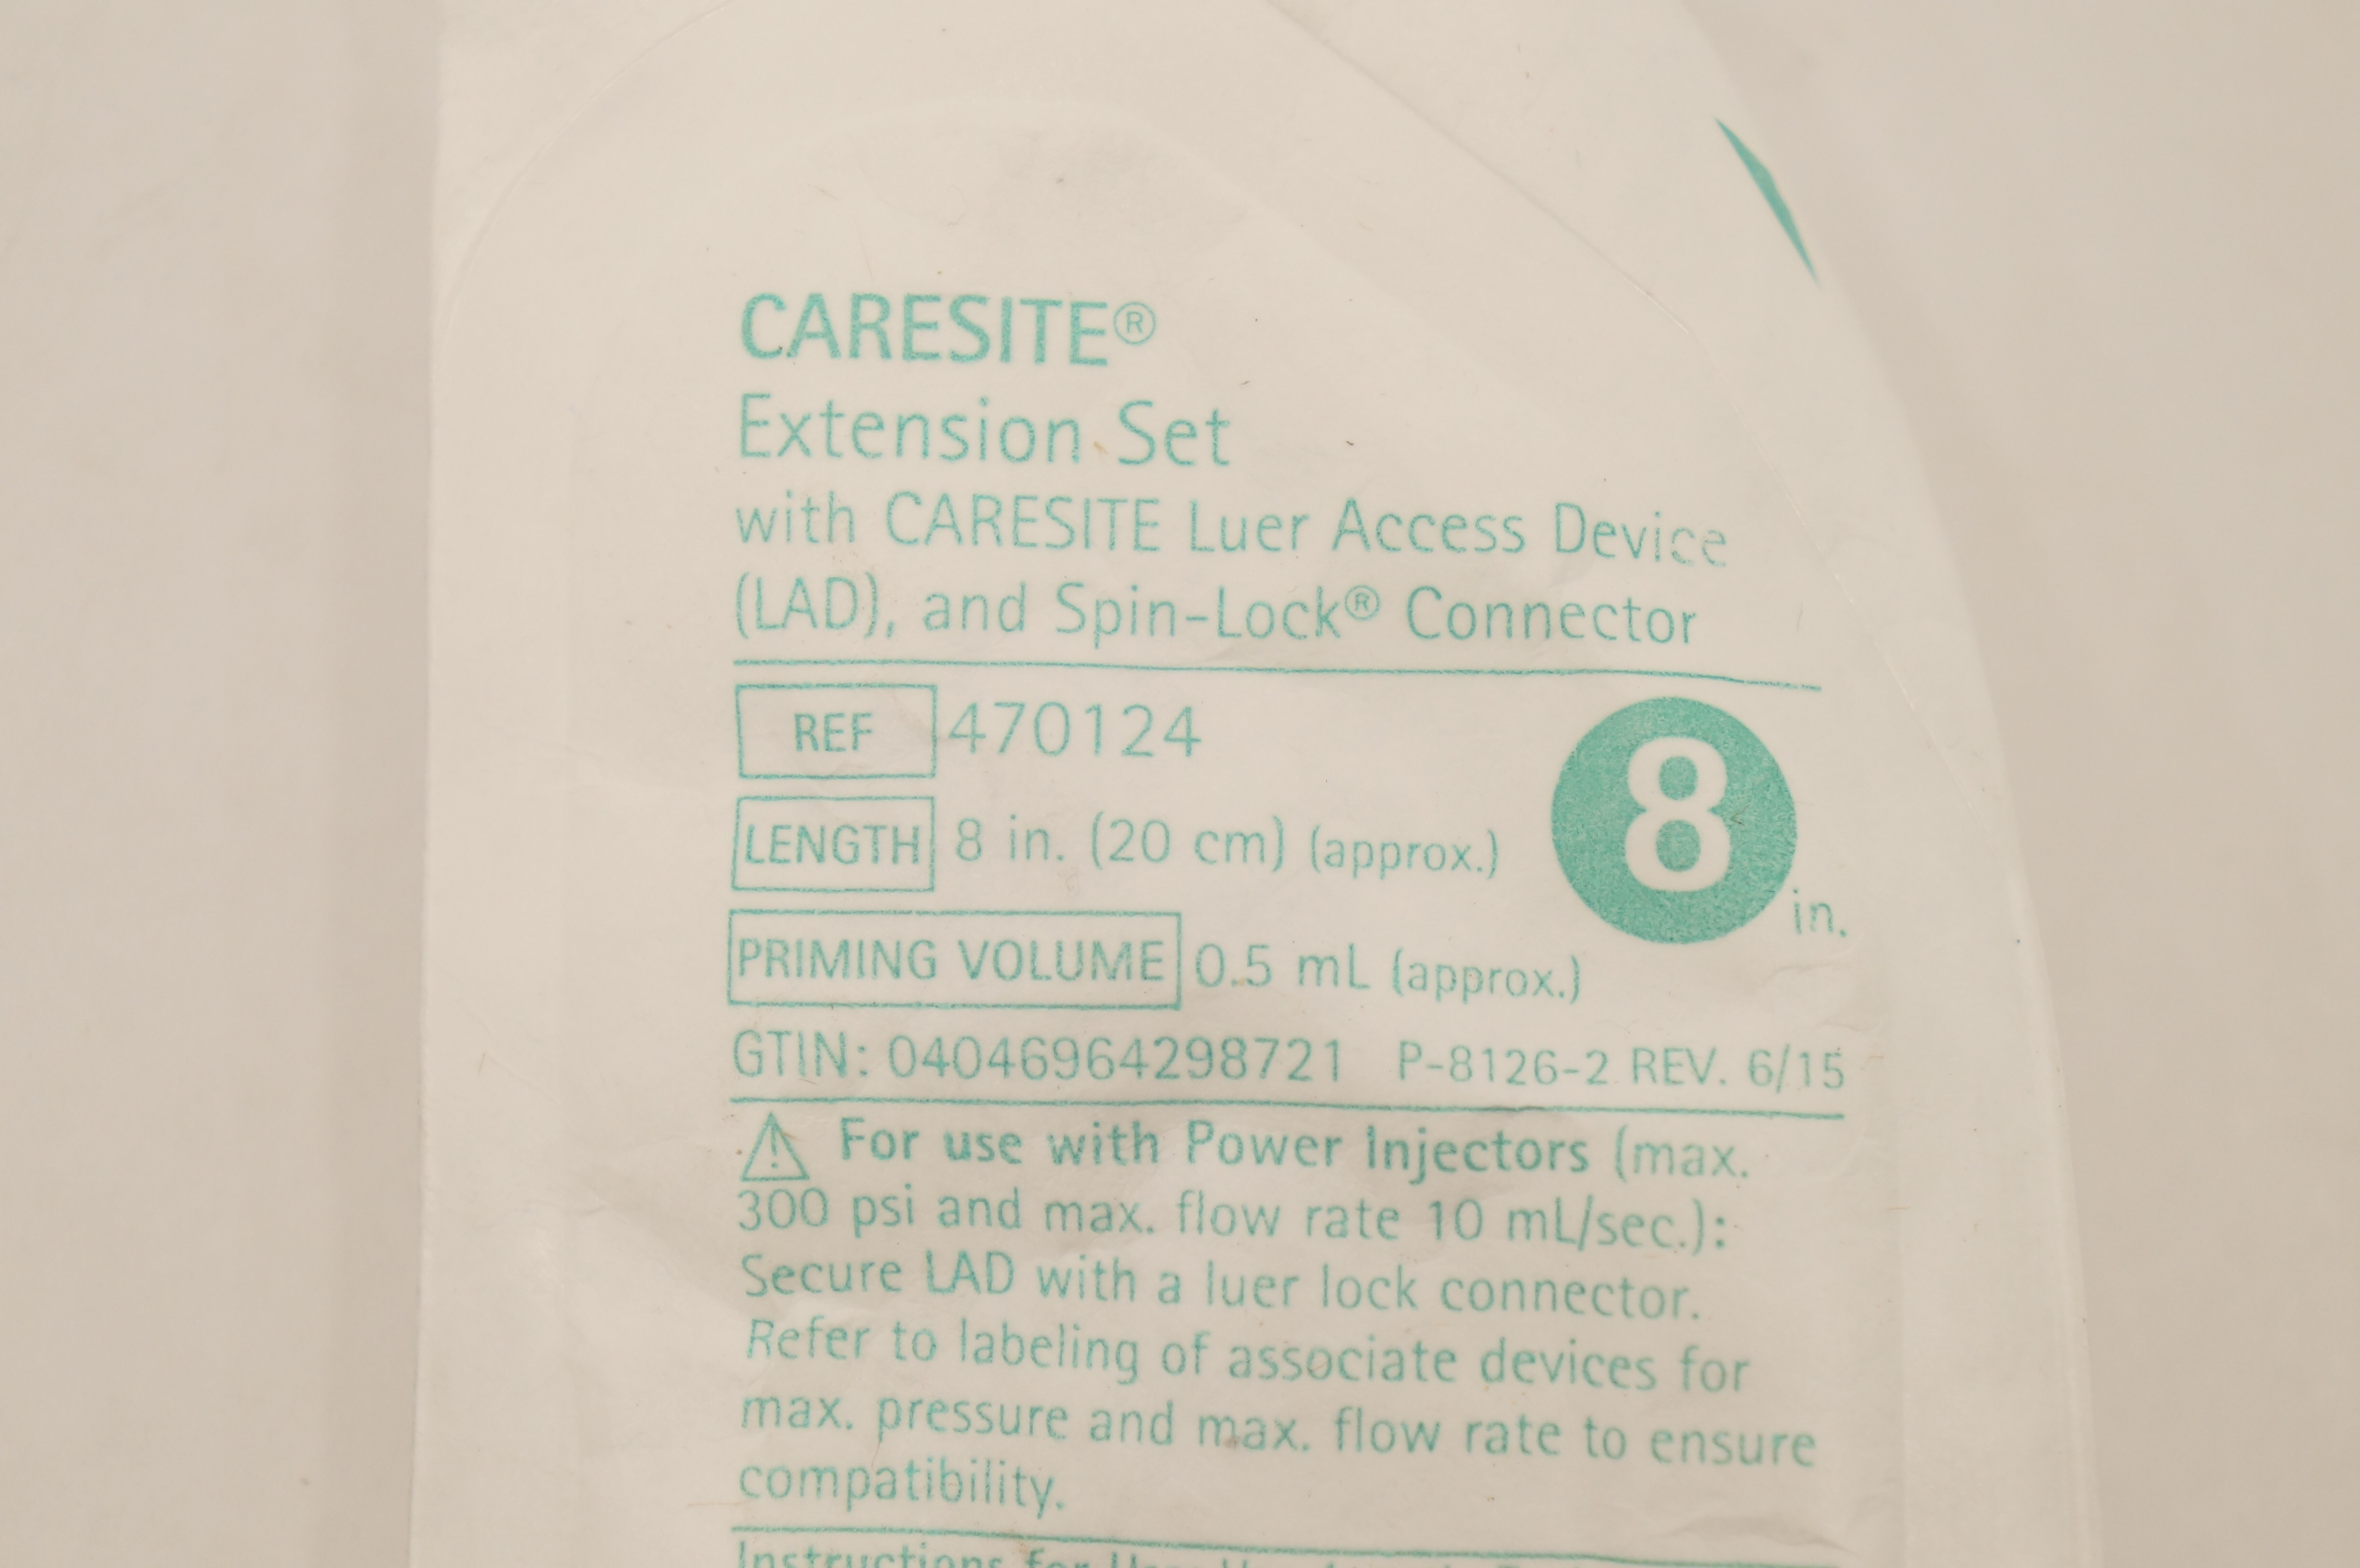 CARESITE®
Extension Set
with CARESITE Luer Access Device
(LAD), and Spin-Lock® Connector
REF 470124
LENGTH 8 in. (20 cm) (approx.)
8 in.
PRIMING VOLUME 0.5 mL (approx.)
GTIN: 04046964298721 P-8126-2 REV. 6/15
For use with Power Injectors (max.
300 psi and max. flow rate 10 mL/sec.):
Secure LAD with a luer lock connector.
Refer to labeling of associate devices for
max. pressure and max. flow rate to ensure
compatibility.
Instructions for Use: